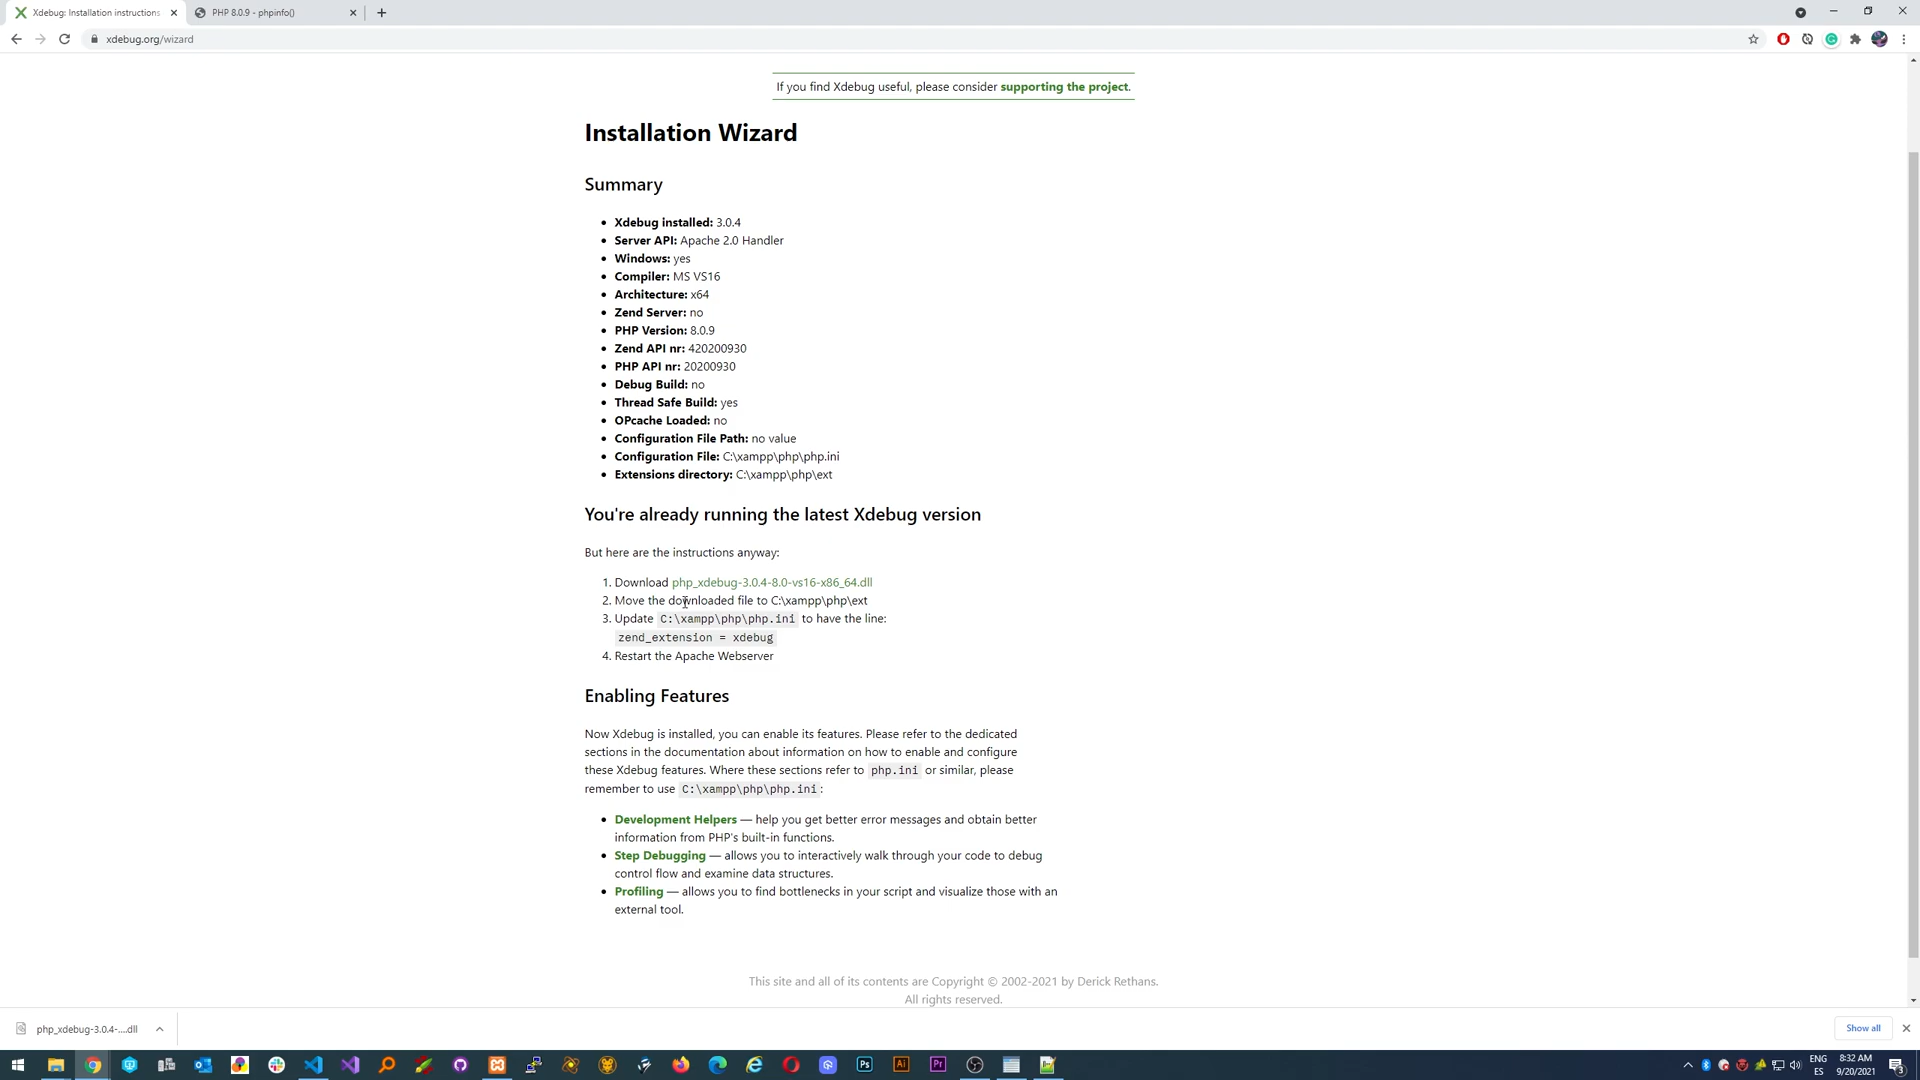 Xdebug: Installation instructions
PHP 8.0.9 - phpinfo()
xdebug.org/wizard
If you find Xdebug useful, please consider supporting the project.
Installation Wizard
Summary
Xdebug installed: 3.0.4
Server API: Apache 2.0 Handler
Windows: yes
Compiler: MS VS16
Architecture: x64
Zend Server: no
PHP Version: 8.0.9
Zend API nr: 420200930
PHP API nr: 20200930
Debug Build: no
Thread Safe Build: yes
OPcache Loaded: no
Configuration File Path: no value
Configuration File: C:\xampp\php\php.ini
Extensions directory: C:\xampp\php\ext
You're already running the latest Xdebug version
But here are the instructions anyway:
1. Download php_xdebug-3.0.4-8.0-vs16-x86_64.dll
2. Move the downloaded file to C:\xampp\php\ext
3. Update C:\xampp\php\php.ini to have the line:
zend_extension = xdebug
4. Restart the Apache Webserver
Enabling Features
Now Xdebug is installed, you can enable its features. Please refer to the dedicated
sections in the documentation about information on how to enable and configure
these Xdebug features. Where these sections refer to php.ini or similar, please
remember to use C:\xampp\php\php.ini:
Development Helpers — help you get better error messages and obtain better
information from PHP's built-in functions.
Step Debugging — allows you to interactively walk through your code to debug
control flow and examine data structures.
Profiling — allows you to find bottlenecks in your script and visualize those with an
external tool.
This site and all of its contents are Copyright © 2002-2021 by Derick Rethans.
All rights reserved.
php_xdebug-3.0.4-....dll
Show all
Ps
Ai
Pr
ENG
ES
8:32 AM
9/20/2021
3